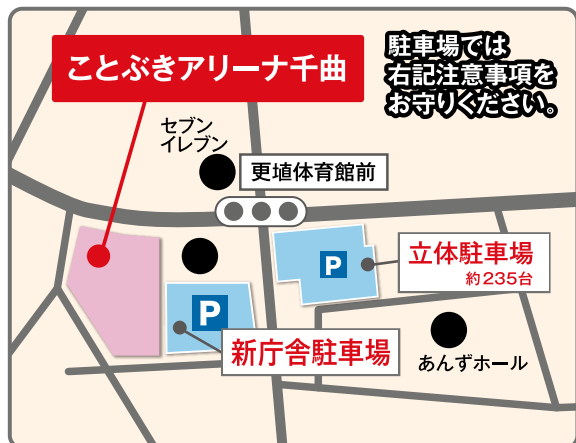 ことぶきアリーナ千曲
駐車場では
右記注意事項を
お守りください。
セブン
イレブン
更埴体育館前
P
立体駐車場
約235台
P
新庁舎駐車場
あんずホール